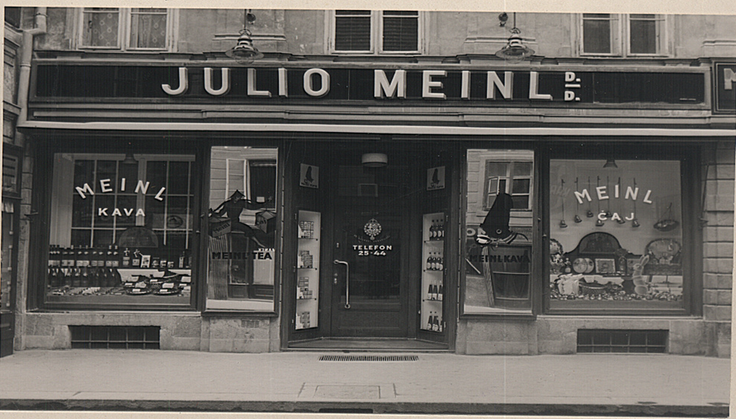 JULIO MEINL D.D.
M
MEINL
KAVA
MEINL TEA
TELEFON
25-44
MEINL KAVA
MEINL
ČAJ